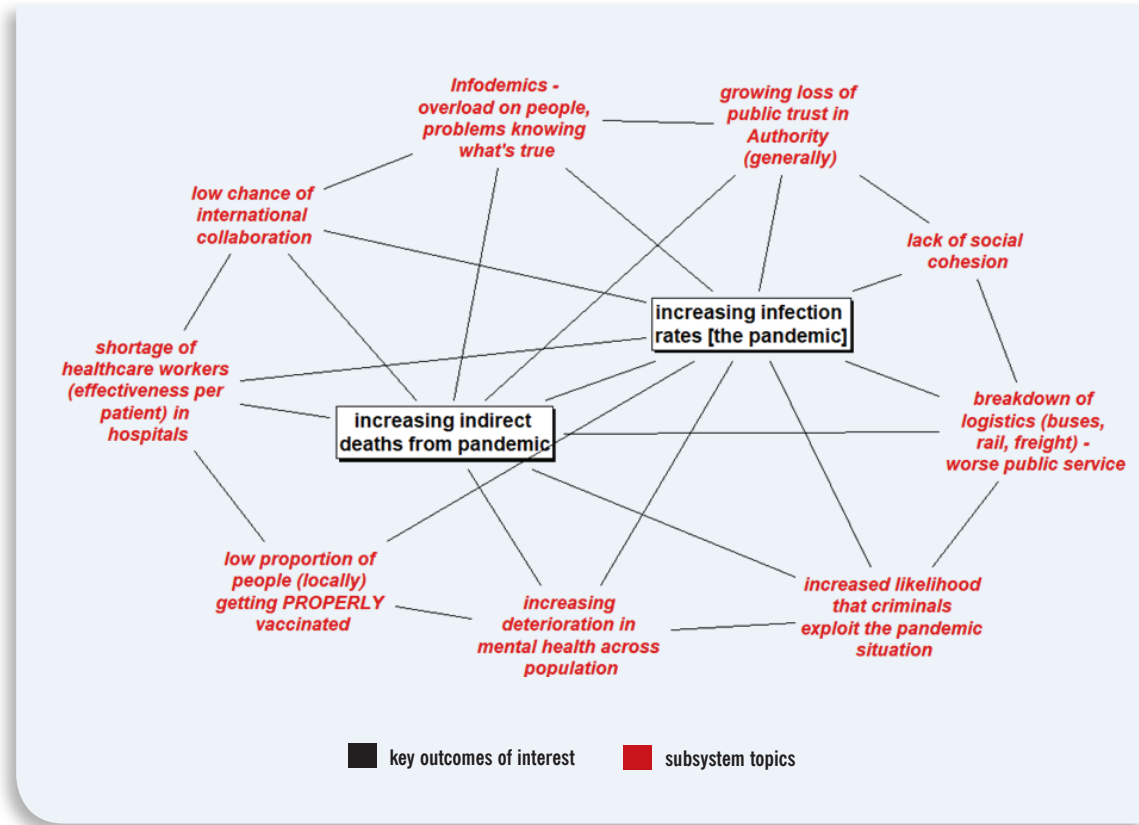 Infodemics -
overload on people,
problems knowing
what's true
growing loss of
public trust in
Authority
(generally)
low chance of
international
collaboration
lack of social
cohesion
increasing infection
rates [the pandemic]
shortage of
healthcare workers
(effectiveness per
patient) in
hospitals
increasing indirect
deaths from pandemic
breakdown of
logistics (buses,
rail, freight) -
worse public service
low proportion of
people (locally)
getting PROPERLY
vaccinated
increasing
deterioration in
mental health across
population
increased likelihood
that criminals
exploit the pandemic
situation
key outcomes of interest
subsystem topics